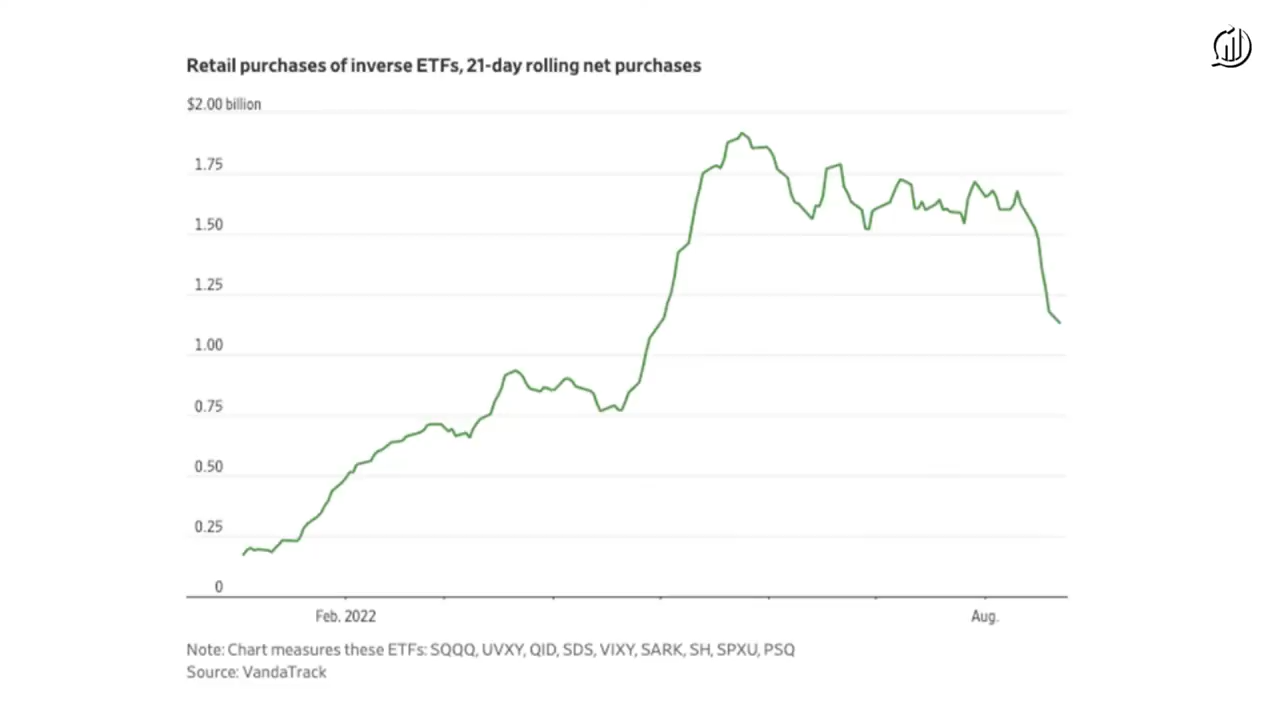 Retail purchases of inverse ETFs, 21-day rolling net purchases
$2.00 billion
1.75
1.50
1.25
1.00
0.75
0.50
0.25
0
Feb. 2022
Aug.
Note: Chart measures these ETFs: SQQQ, UVXY, QID, SDS, VIXY, SARK, SH, SPXU, PSQ
Source: VandaTrack